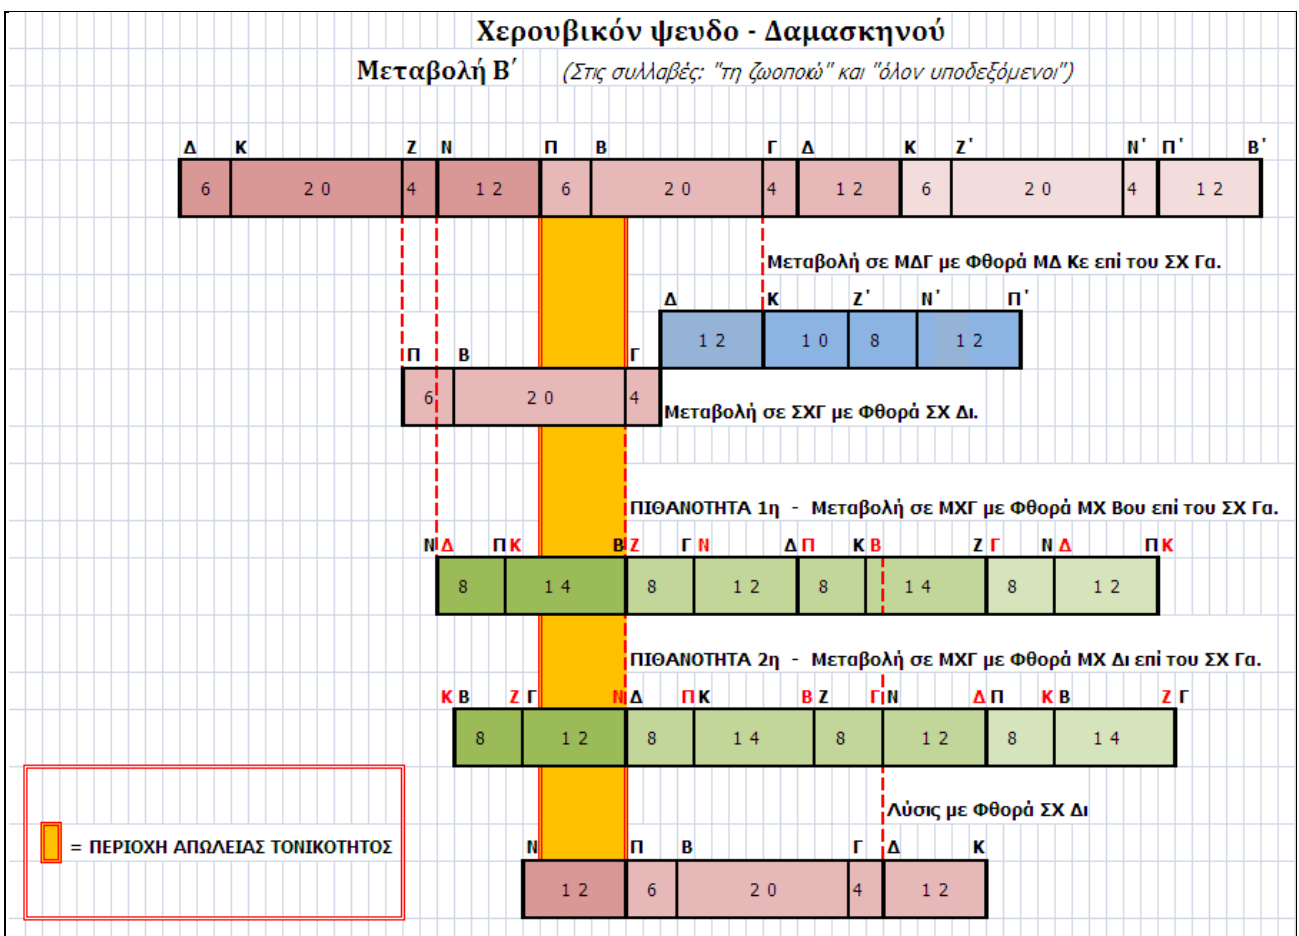 Χερουβικόν ψευδο - Δαμασκηνού
Μεταβολή Β΄ (Στις συλλαβές: "τη ζωοποιώ" και "όλον υποδεξόμενοι")
Δ Κ Ζ Ν Π Β Γ Δ Κ Ζ' Ν' Π' Β'
6 20 4 12 6 20 4 12 6 20 4 12
Μεταβολή σε ΜΔΓ με Φθορά ΜΔ Κε επί του ΣΧ Γα.
Δ Κ Ζ' Ν' Π'
12 10 8 12
Π Β Γ
6 20 4
Μεταβολή σε ΣΧΓ με Φθορά ΣΧ Δι.
ΠΙΘΑΝΟΤΗΤΑ 1η - Μεταβολή σε ΜΧΓ με Φθορά ΜΧ Βου επί του ΣΧ Γα.
Ν Δ Π Κ Β Ζ Γ Ν Δ Π Κ Β Ζ Γ Ν Δ Π Κ
8 14 8 12 8 14 8 12
ΠΙΘΑΝΟΤΗΤΑ 2η - Μεταβολή σε ΜΧΓ με Φθορά ΜΧ Δι επί του ΣΧ Γα.
Κ Β Ζ Γ Ν Δ Π Κ Β Ζ Γ Ν Δ Π Κ Β Ζ Γ
8 12 8 14 8 12 8 14
Λύσις με Φθορά ΣΧ Δι
= ΠΕΡΙΟΧΗ ΑΠΩΛΕΙΑΣ ΤΟΝΙΚΟΤΗΤΟΣ
Ν Π Β Γ Δ Κ
12 6 20 4 12